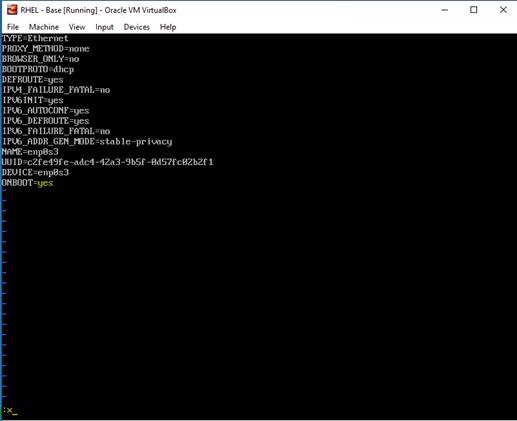 RHEL - Base [Running] - Oracle VM VirtualBox
File Machine View Input Devices Help
TYPE=Ethernet
PROXY_METHOD=none
BROWSER_ONLY=no
BOOTPROTO=dhcp
DEFROUTE=yes
IPV4_FAILURE_FATAL=no
IPV6INIT=yes
IPV6_AUTOCONF=yes
IPV6_DEFROUTE=yes
IPV6_FAILURE_FATAL=no
IPV6_ADDR_GEN_MODE=stable-privacy
NAME=enp0s3
UUID=c2fe49fe-adc4-42a3-9b5f-0d57fc02b2f1
DEVICE=enp0s3
ONBOOT=yes
:x_